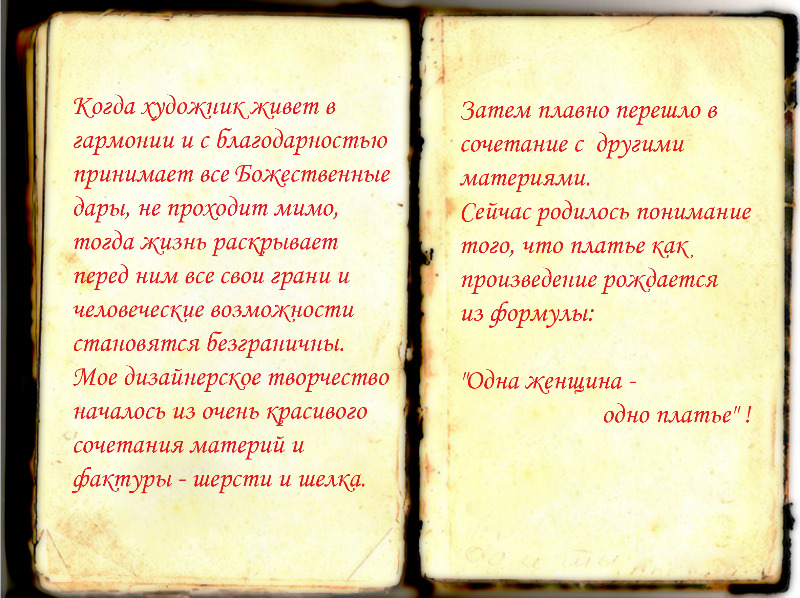 Когда художник живет в
гармонии и с благодарностью
принимает все Божественные
дары, не проходит мимо,
тогда жизнь раскрывает
перед ним все свои грани и
человеческие возможности
становятся безграничны.
Мое дизайнерское творчество
началось из очень красивого
сочетания материй и
фактуры - шерсти и шелка.
Затем плавно перешло в
сочетание с другими
материями.
Сейчас родилось понимание
того, что платье как
произведение рождается
из формулы:
"Одна женщина -
одно платье" !